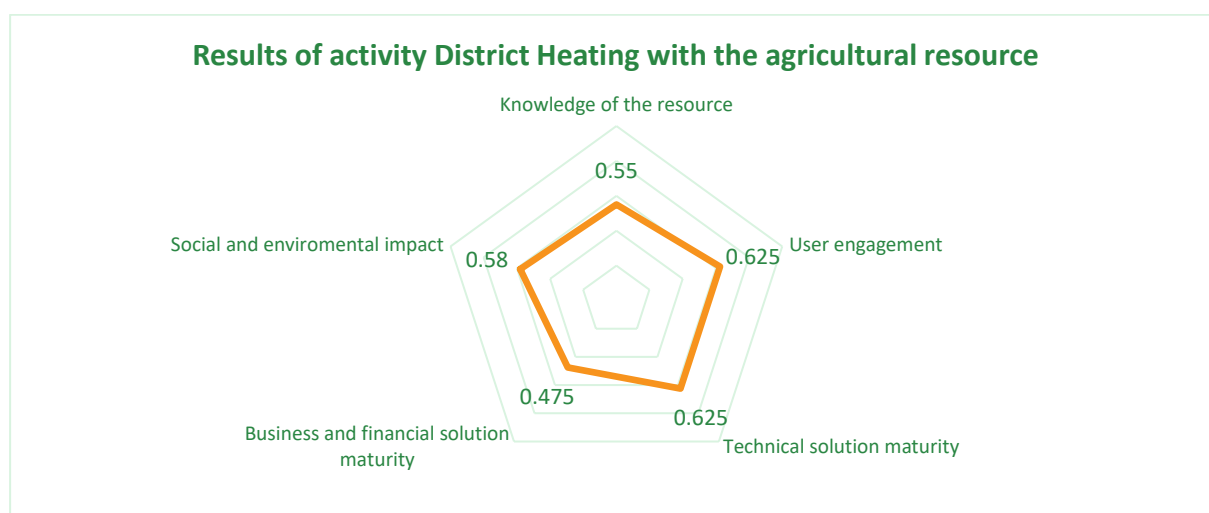 Results of activity District Heating with the agricultural resource
Knowledge of the resource
0.55
Social and enviromental impact
0.58
User engagement
0.625
0.475
Business and financial solution
maturity
0.625
Technical solution maturity